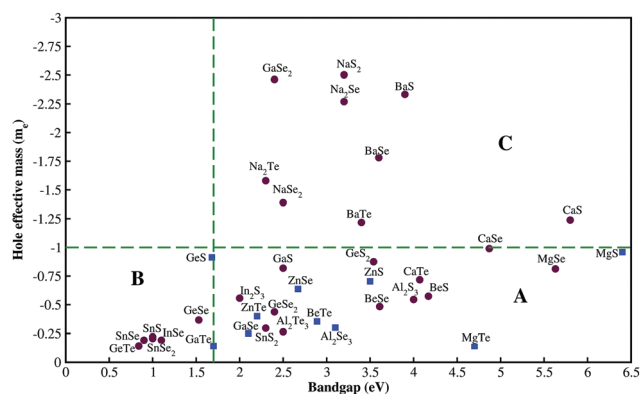 -3
-2.75
-2.5
-2.25
-2
-1.75
-1.5
-1.25
-1
-0.75
-0.5
-0.25
0
Hole effective mass (mₑ)
GaSe₂
NaS₂
Na₂Se
BaS
C
BaSe
Na₂Te
NaSe₂
BaTe
CaS
CaSe
GeS
GaS
GeS₂
MgS
MgSe
B
ZnSe
ZnS
CaTe
A
In₂S₃
Al₂S₃
BeS
GeSe
ZnTe
GeSe₂
BeTe
BeSe
SnS
GaSe
Al₂Te₃
SnSe
InSe
GaTe
SnS₂
Al₂Se₃
MgTe
GeTe
SnSe₂
0 0.5 1 1.5 2 2.5 3 3.5 4 4.5 5 5.5 6 6.5
Bandgap (eV)